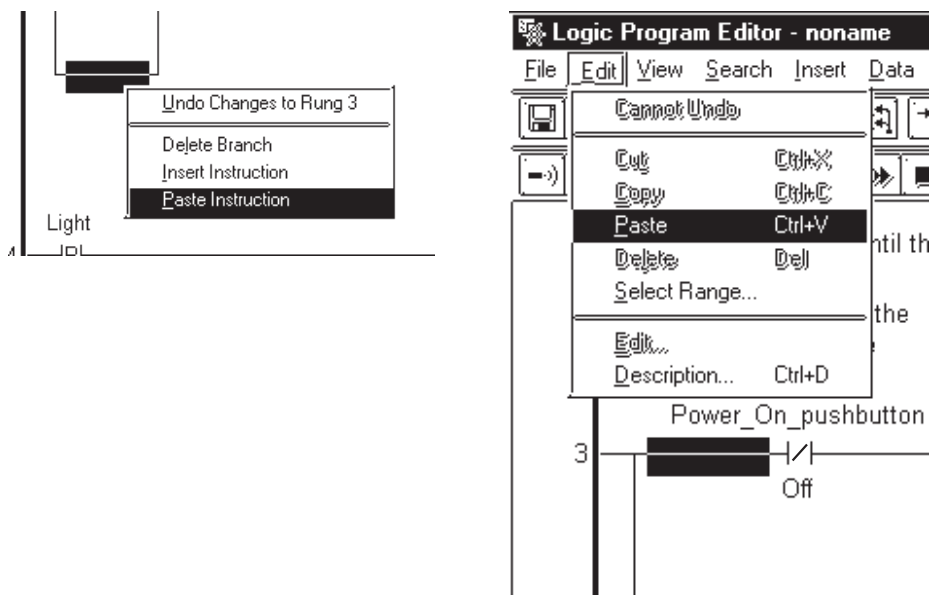 Undo Changes to Rung 3
Delete Branch
Insert Instruction
Paste Instruction
Light
4
P
Logic Program Editor - noname
File Edit View Search Insert Data
Cannot Undo
Cut Ctrl+X
Copy Ctrl+C
Paste Ctrl+V
Delete Del
Select Range...
Edit...
Description... Ctrl+D
ntil th
the
Power_On_pushbutton
3
Off